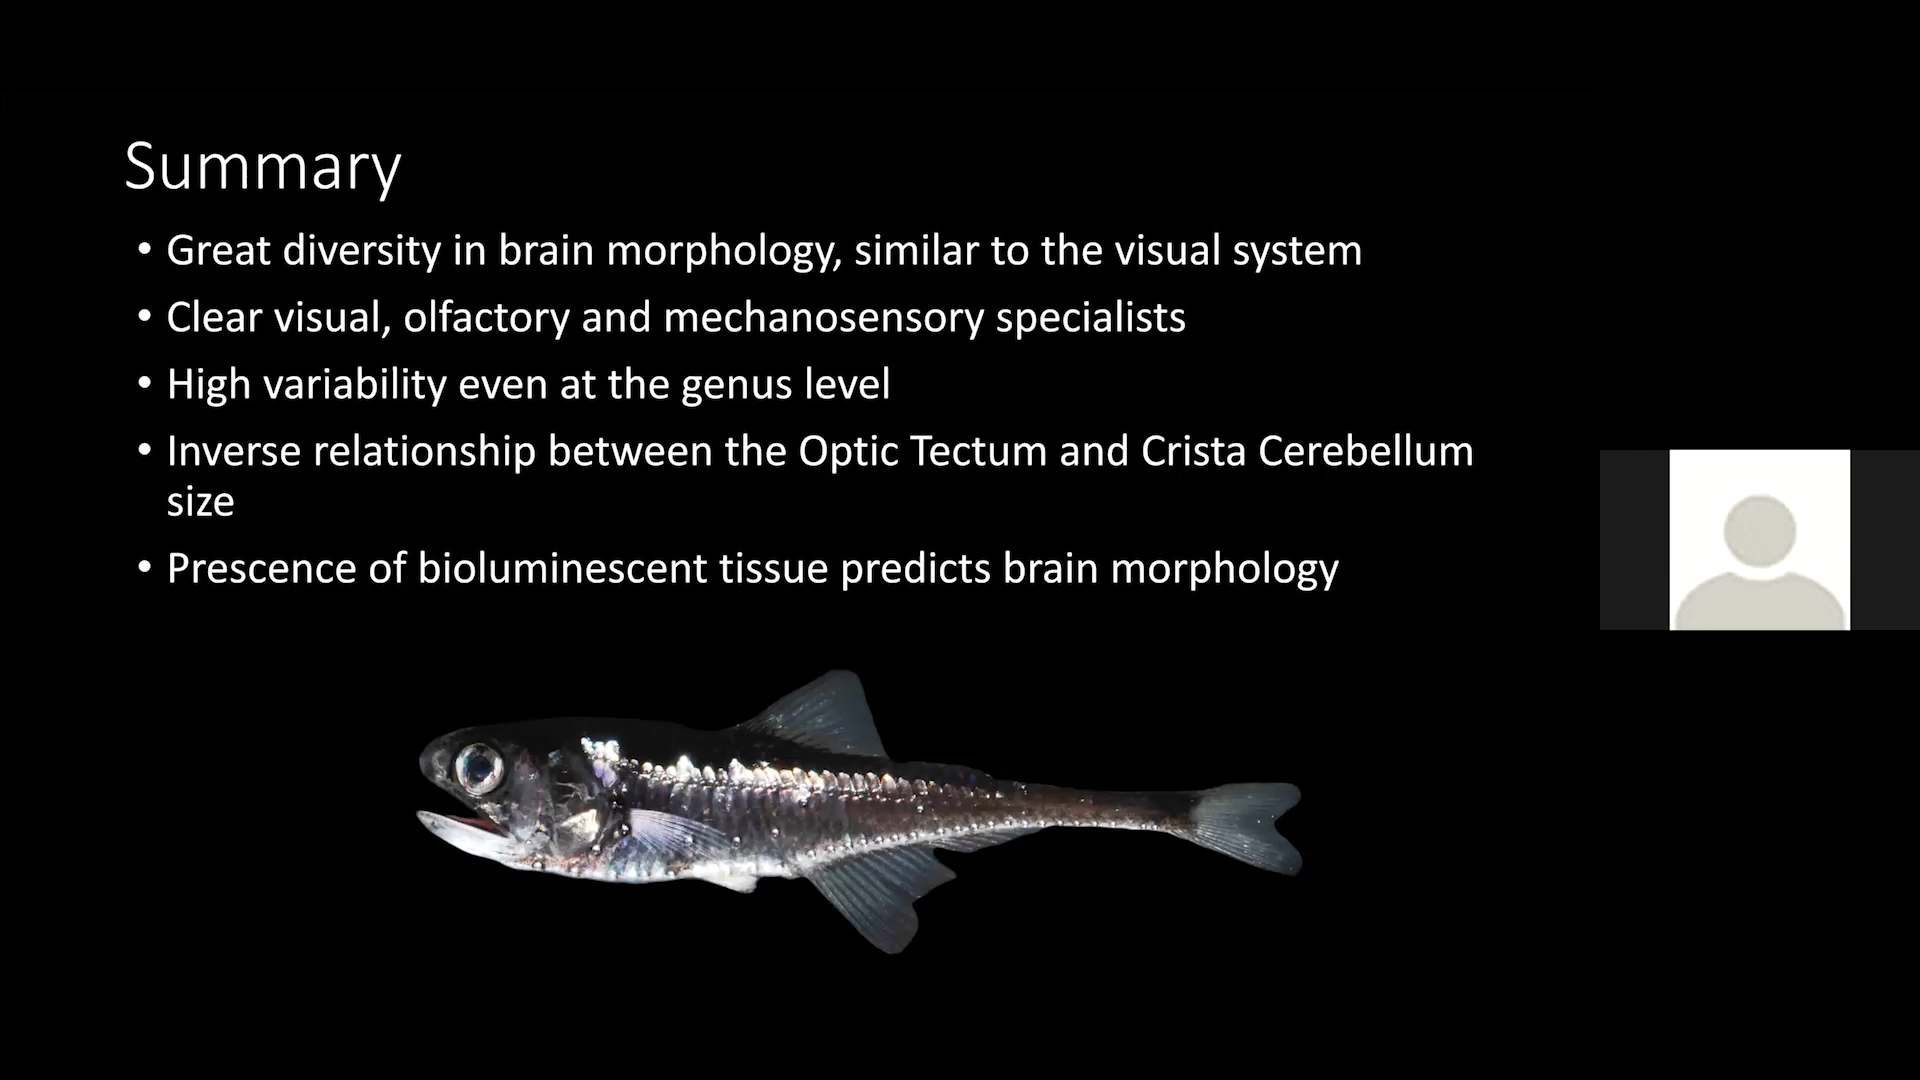 Summary
• Great diversity in brain morphology, similar to the visual system
• Clear visual, olfactory and mechanosensory specialists
• High variability even at the genus level
• Inverse relationship between the Optic Tectum and Crista Cerebellum
size
• Prescence of bioluminescent tissue predicts brain morphology